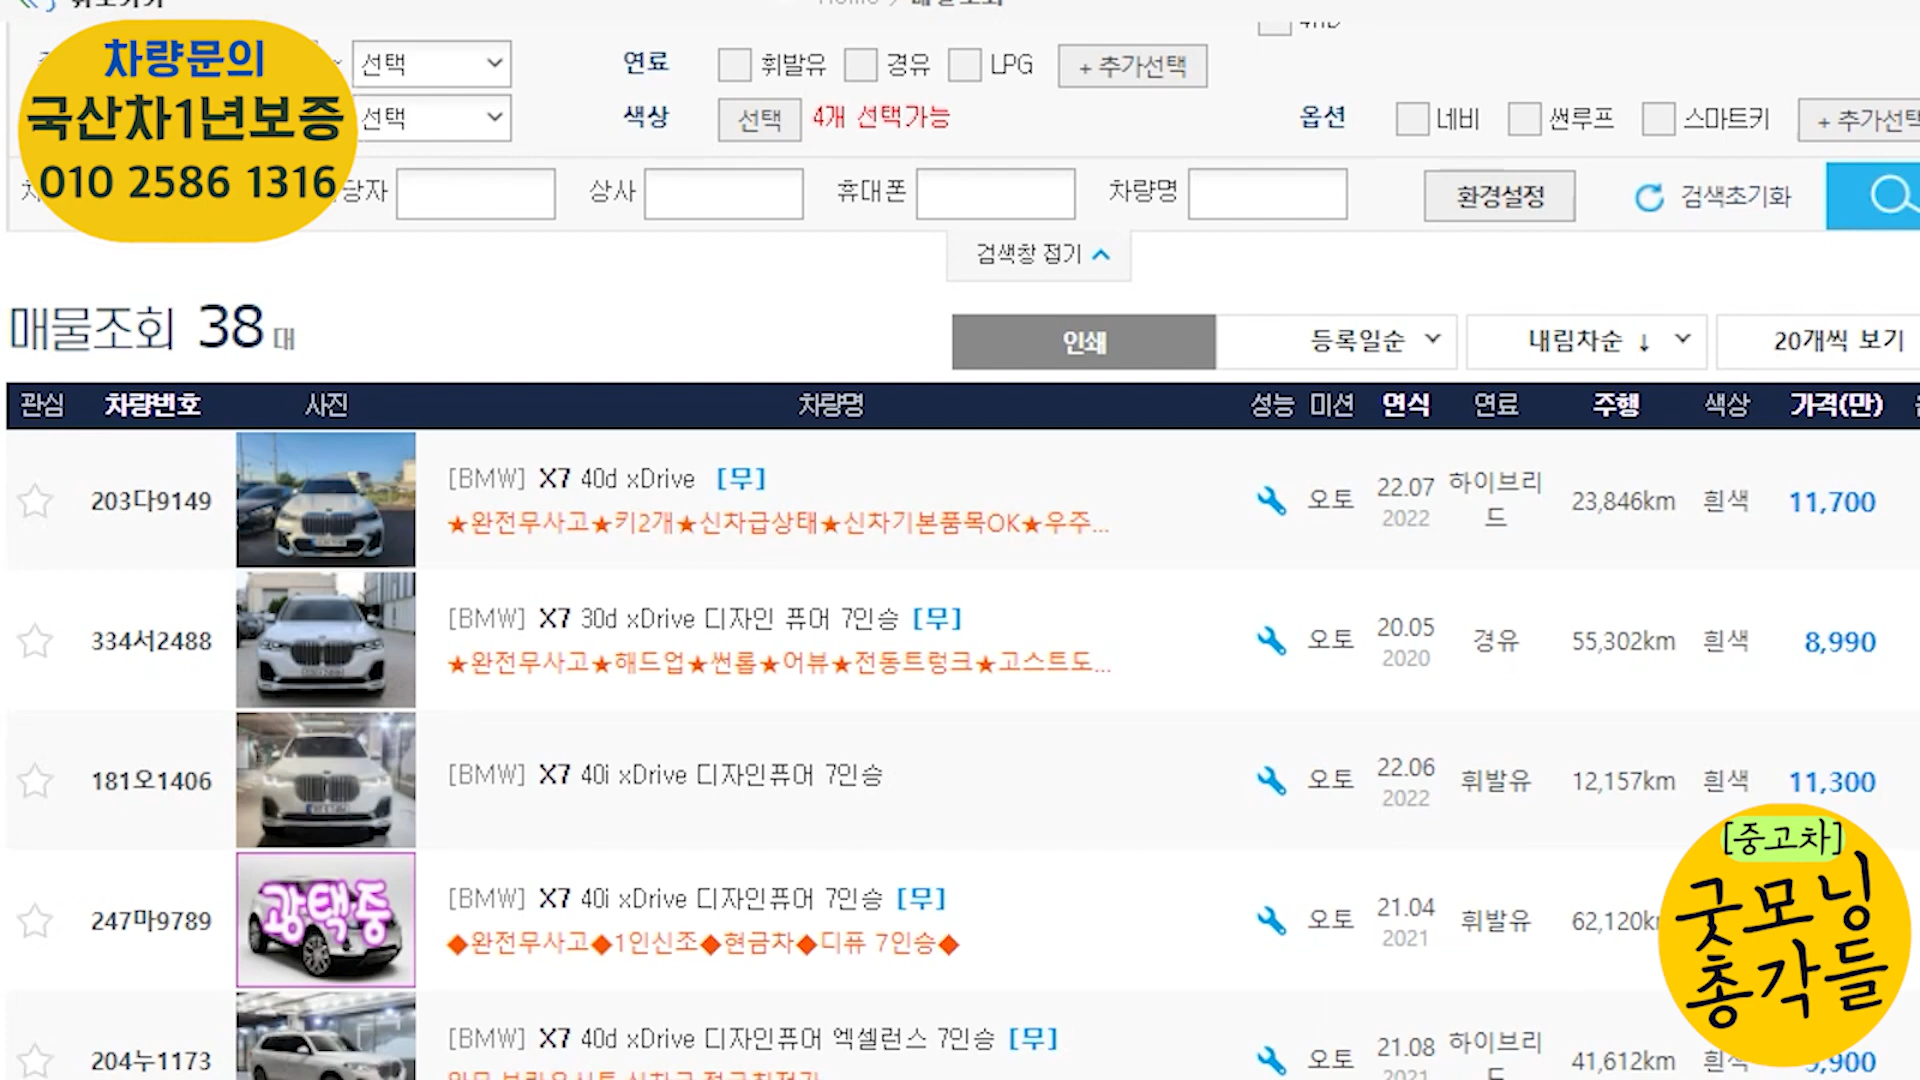 차량문의
국산차1년보증
010 2586 1316
선택
선택
연료 휘발유 경유 LPG + 추가선택
색상 선택 4개 선택가능
옵션 네비 썬루프 스마트키 + 추가선택
당자 상사 휴대폰 차량명 환경설정 검색초기화
검색창 접기
매물조회 38 대
인쇄 등록일순 내림차순 ↓ 20개씩 보기
관심 차량번호 사진 차량명 성능 미션 연식 연료 주행 색상 가격(만)
203다9149 [BMW] X7 40d xDrive [무] 오토 22.07 2022 하이브리드 23,846km 흰색 11,700
★완전무사고★키2개★신차급상태★신차기본품목OK★우주...
334서2488 [BMW] X7 30d xDrive 디자인 퓨어 7인승 [무] 오토 20.05 2020 경유 55,302km 흰색 8,990
★완전무사고★헤드업★썬롤★어뷰★전동트렁크★고스트도...
181오1406 [BMW] X7 40i xDrive 디자인퓨어 7인승 오토 22.06 2022 휘발유 12,157km 흰색 11,300
247마9789 광택중 [BMW] X7 40i xDrive 디자인퓨어 7인승 [무] 오토 21.04 2021 휘발유 62,120k
◆완전무사고◆1인신조◆현금차◆디퓨 7인승◆
204누1173 [BMW] X7 40d xDrive 디자인퓨어 엑셀런스 7인승 [무] 오토 21.08 2021 하이브리드 41,612km 흰색 900
[중고차]
굿모닝
총각들